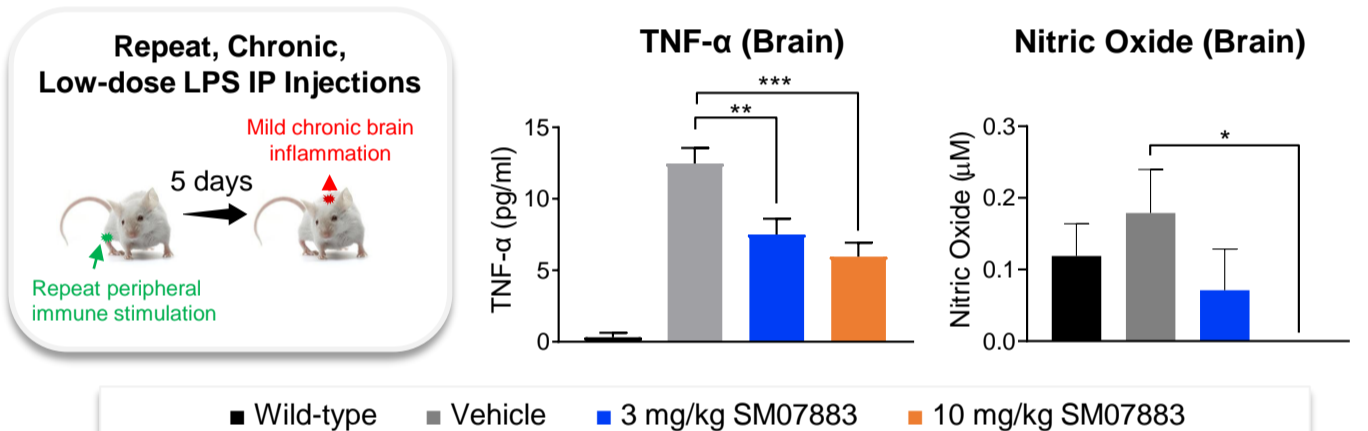 Repeat, Chronic,
Low-dose LPS IP Injections
Mild chronic brain
inflammation
5 days
Repeat peripheral
immune stimulation
TNF-α (Brain)
***
**
TNF-α (pg/ml)
15
10
5
0
Nitric Oxide (Brain)
*
Nitric Oxide (μM)
0.3
0.2
0.1
0.0
Wild-type
Vehicle
3 mg/kg SM07883
10 mg/kg SM07883